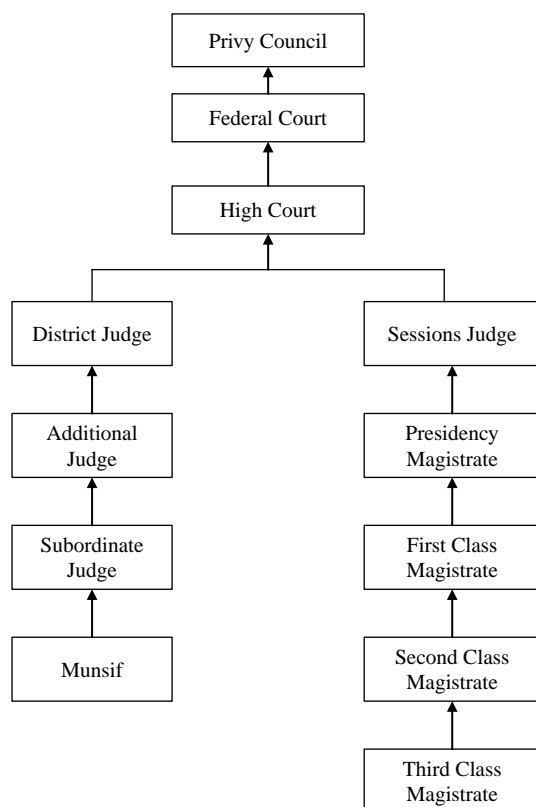 Privy Council
Federal Court
High Court
District Judge
Sessions Judge
Additional
Judge
Presidency
Magistrate
Subordinate
Judge
First Class
Magistrate
Munsif
Second Class
Magistrate
Third Class
Magistrate